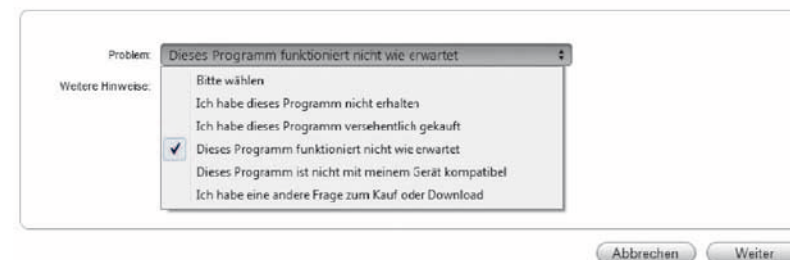 Problem: Dieses Programm funktioniert nicht wie erwartet
Weitere Hinweise: Bitte wählen
Ich habe dieses Programm nicht erhalten
Ich habe dieses Programm versehentlich gekauft
Dieses Programm funktioniert nicht wie erwartet
Dieses Programm ist nicht mit meinem Gerät kompatibel
Ich habe eine andere Frage zum Kauf oder Download
Abbrechen Weiter